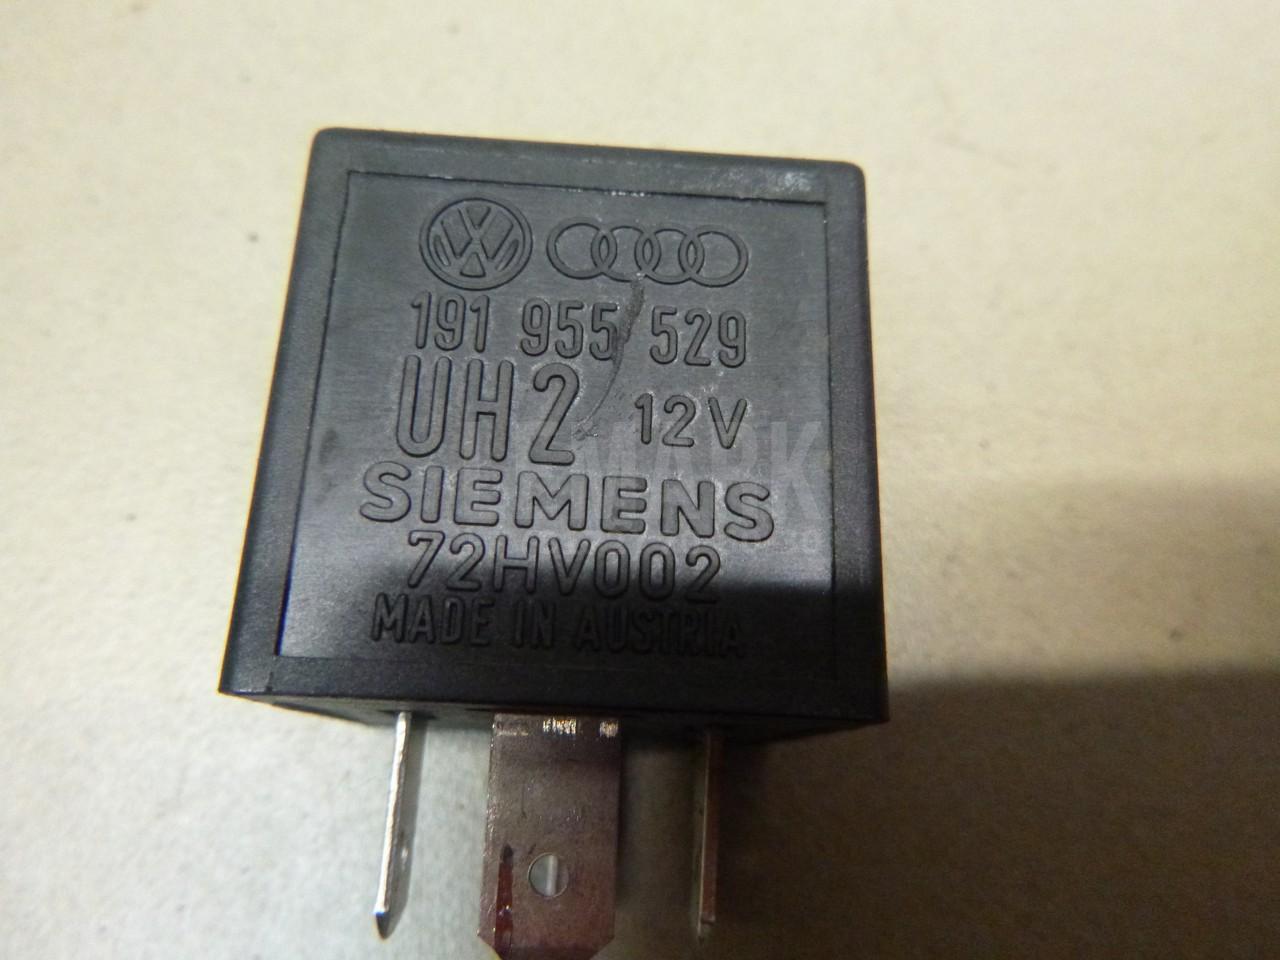 191 955 529
UH2 12V
SIEMENS
72HV002
MADE IN AUSTRIA